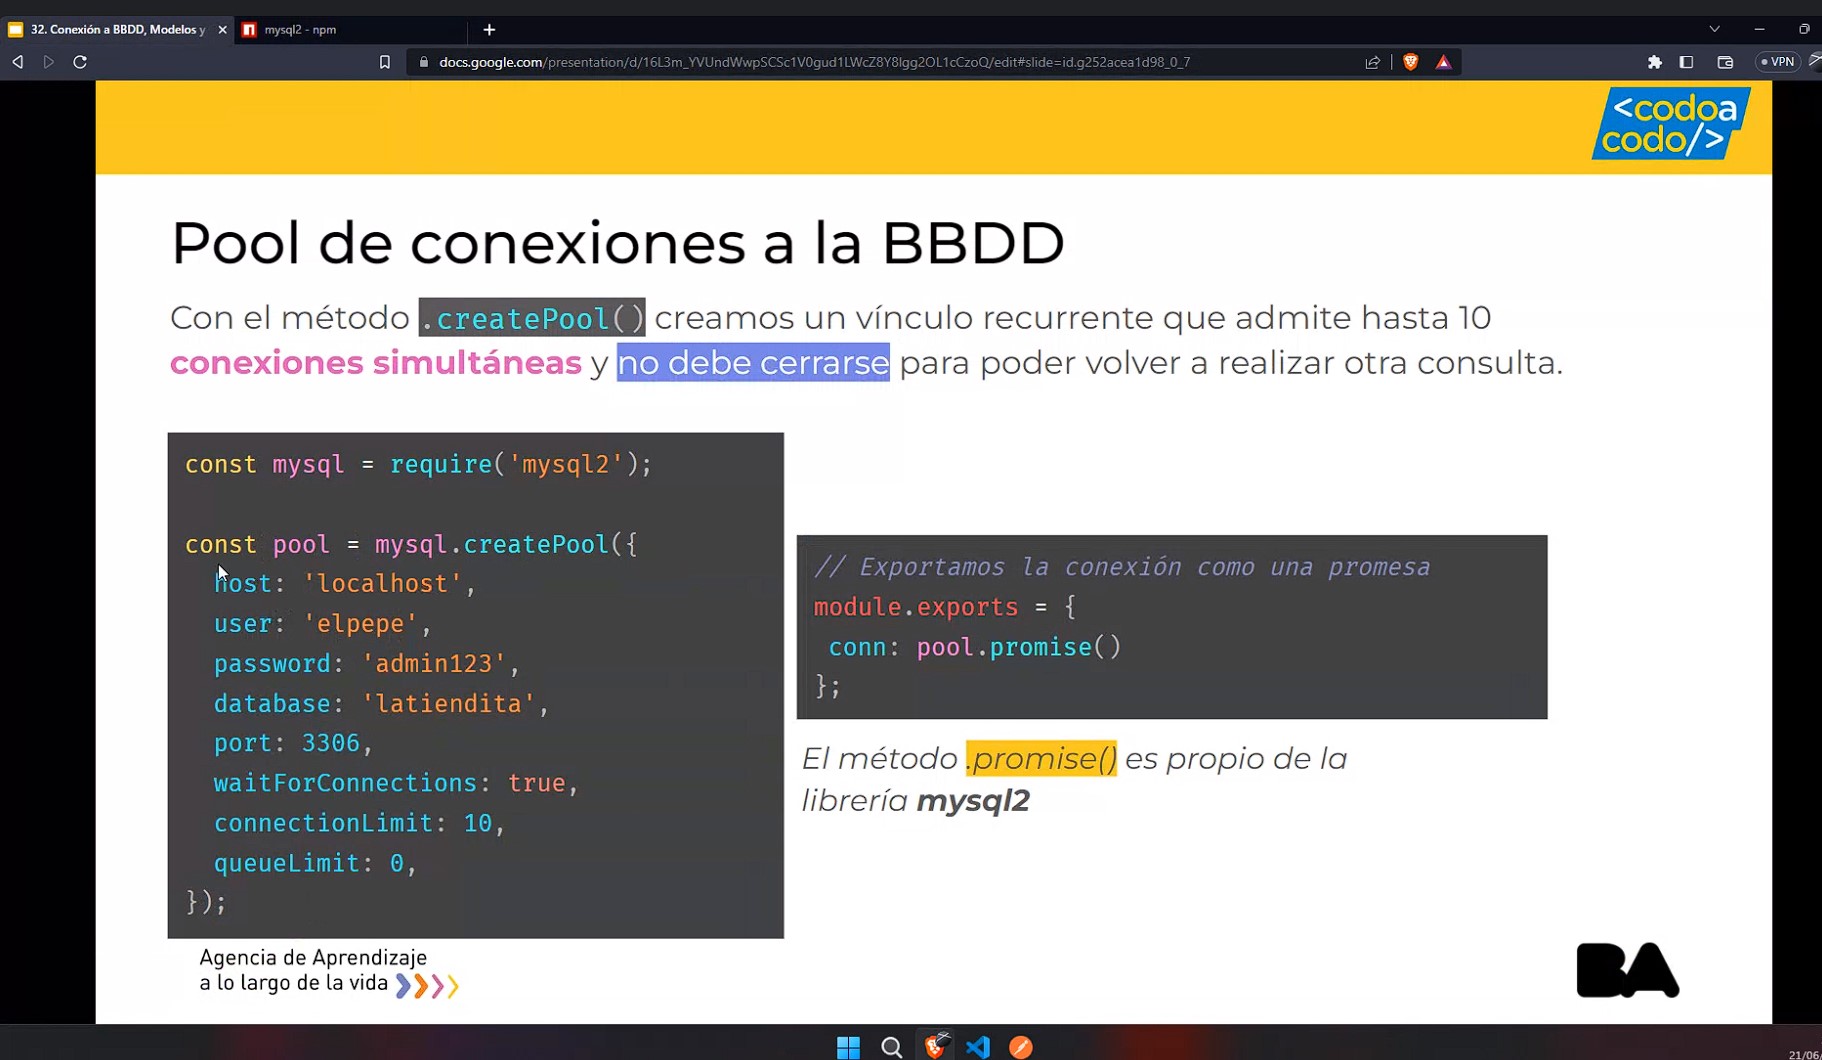 32. Conexión a BBDD, Modelos y
mysql2 - npm
docs.google.com/presentation/d/16L3m_YVUndWwpSCSc1V0gud1LWcZ8Y8lgg2OL1cCzoQ/edit#slide=id.g252acea1d98_0_7
VPN
<codoa
codo/>
Pool de conexiones a la BBDD
Con el método .createPool() creamos un vínculo recurrente que admite hasta 10
conexiones simultáneas y no debe cerrarse para poder volver a realizar otra consulta.
const mysql = require('mysql2');
const pool = mysql.createPool({
host: 'localhost',
user: 'elpepe',
password: 'admin123',
database: 'latiendita',
port: 3306,
waitForConnections: true,
connectionLimit: 10,
queueLimit: 0,
});
// Exportamos la conexión como una promesa
module.exports = {
conn: pool.promise()
};
El método .promise() es propio de la
librería mysql2
Agencia de Aprendizaje
a lo largo de la vida
BA
21/06/